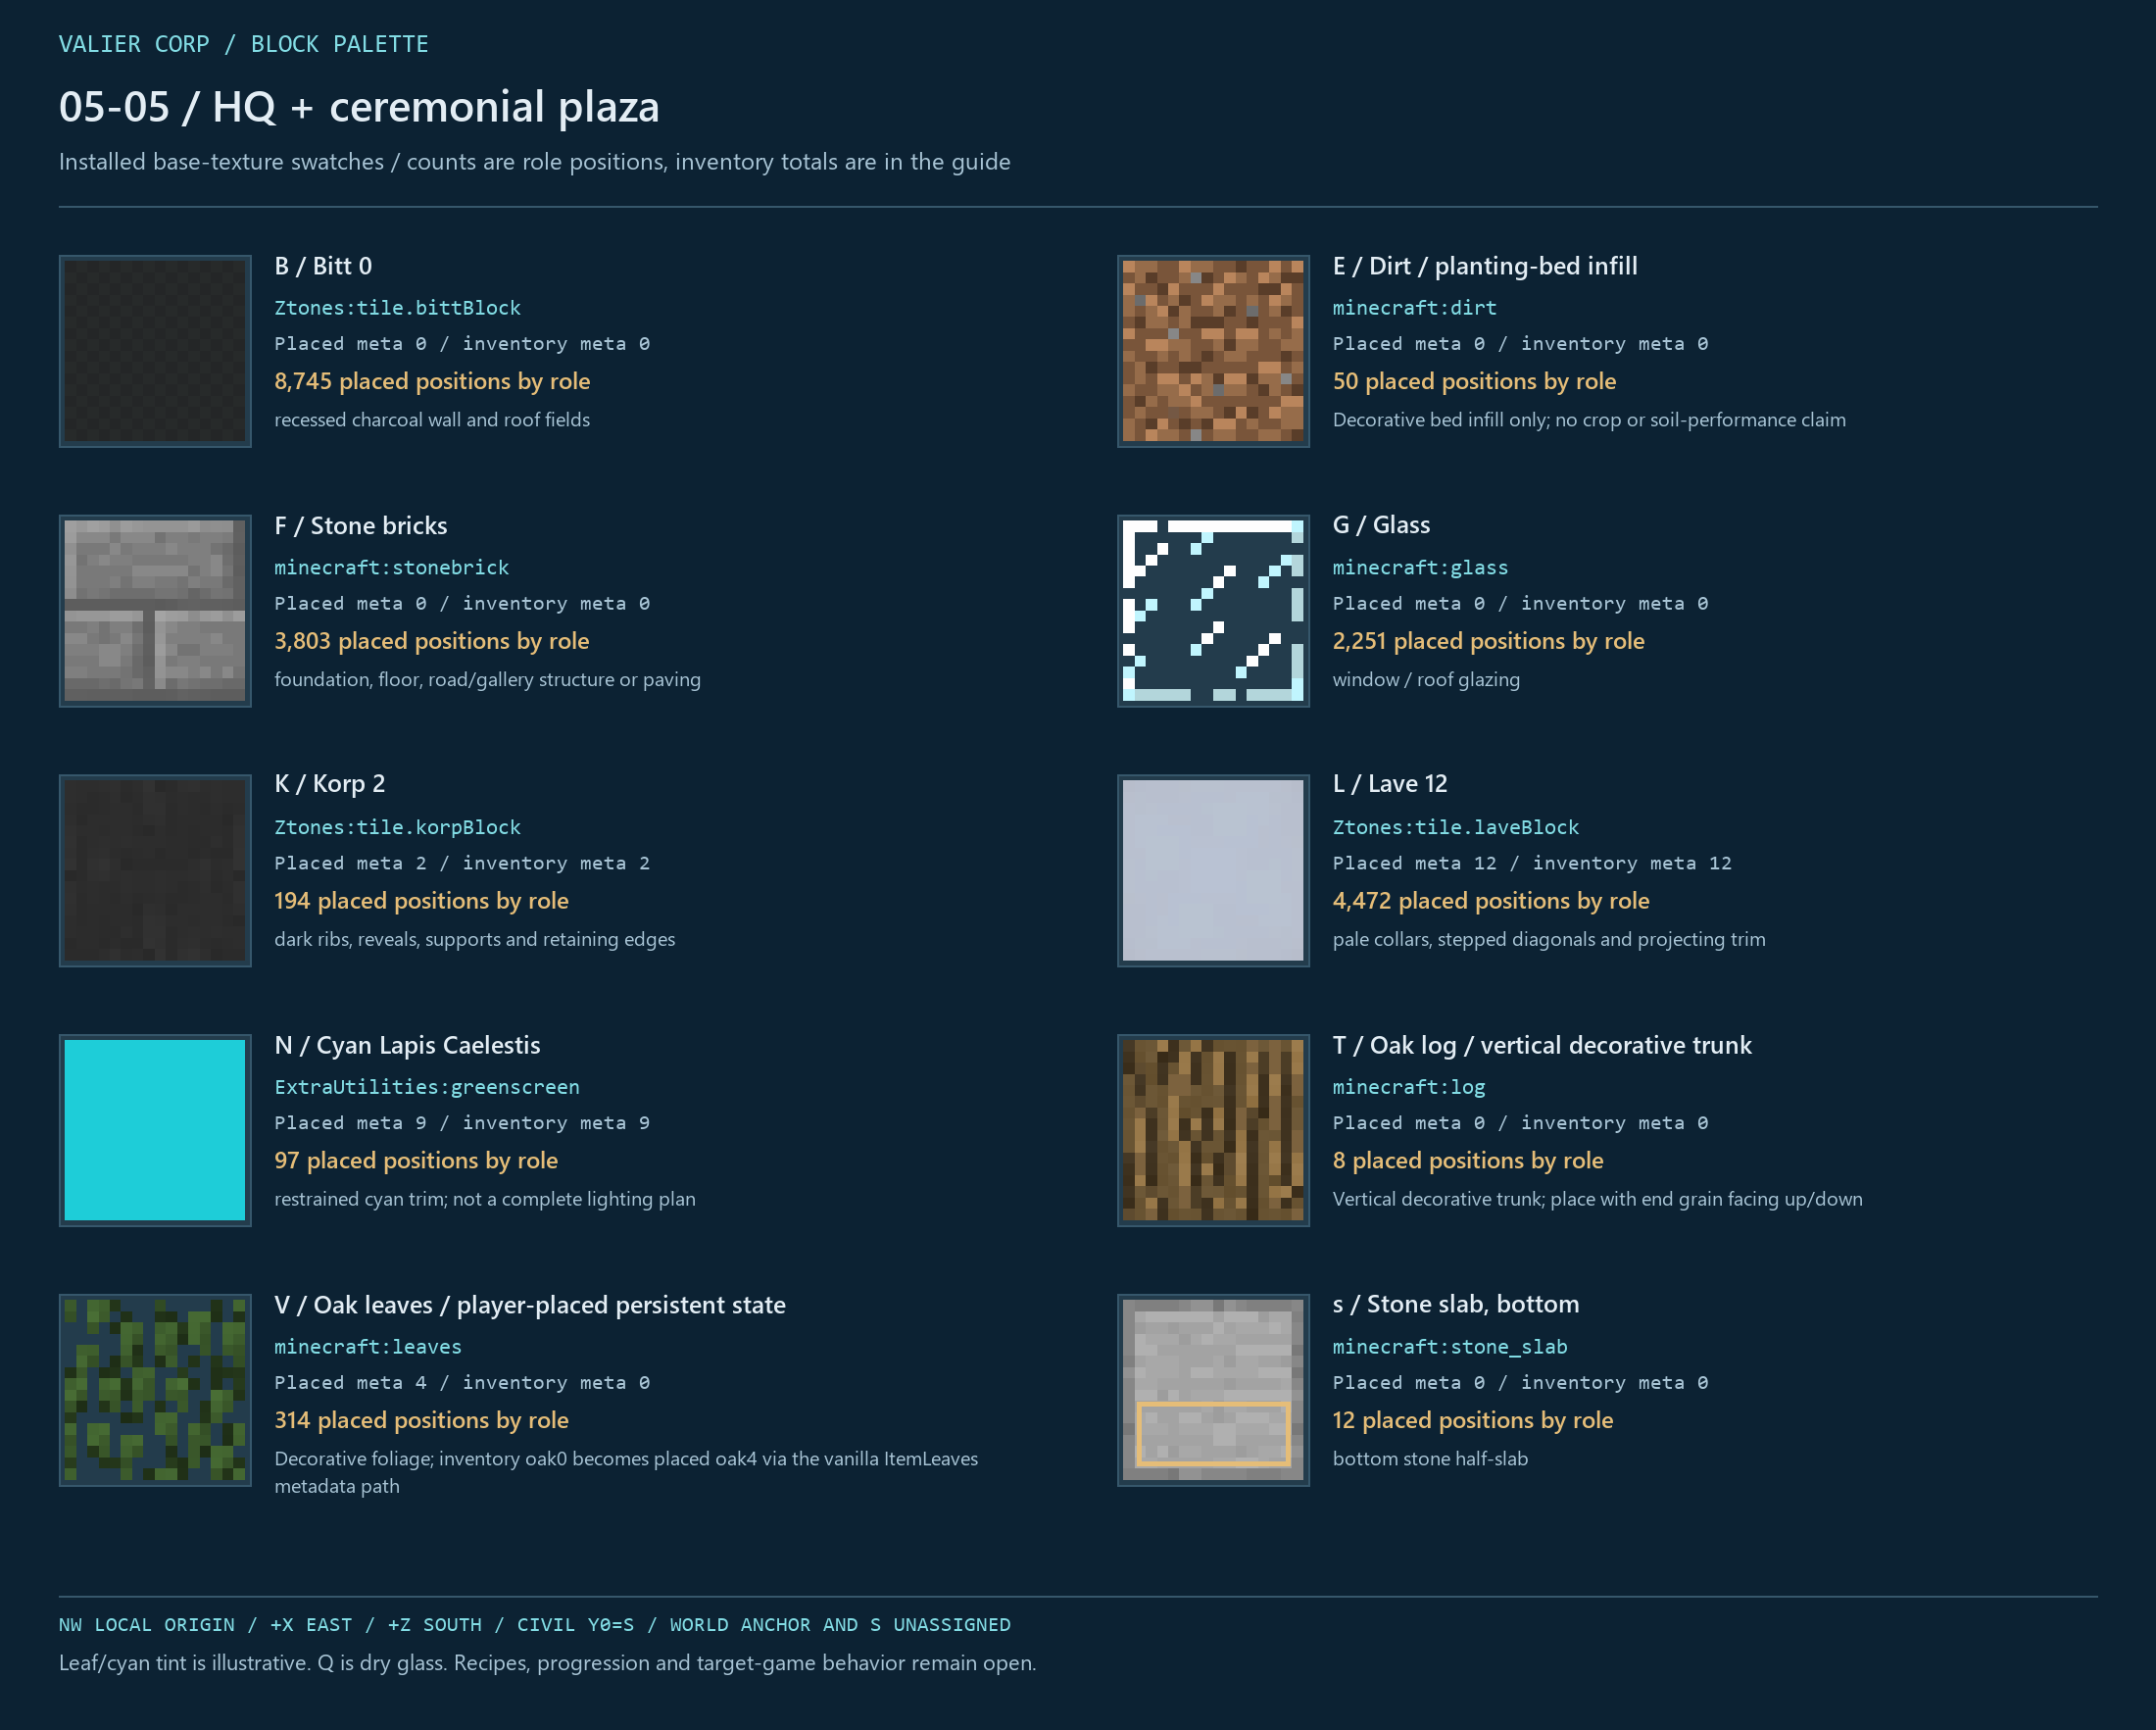 VALIER CORP / BLOCK PALETTE
05-05 / HQ + ceremonial plaza
Installed base-texture swatches / counts are role positions, inventory totals are in the guide
B / Bitt 0
Ztones:tile.bittBlock
Placed meta 0 / inventory meta 0
8,745 placed positions by role
recessed charcoal wall and roof fields
E / Dirt / planting-bed infill
minecraft:dirt
Placed meta 0 / inventory meta 0
50 placed positions by role
Decorative bed infill only; no crop or soil-performance claim
F / Stone bricks
minecraft:stonebrick
Placed meta 0 / inventory meta 0
3,803 placed positions by role
foundation, floor, road/gallery structure or paving
G / Glass
minecraft:glass
Placed meta 0 / inventory meta 0
2,251 placed positions by role
window / roof glazing
K / Korp 2
Ztones:tile.korpBlock
Placed meta 2 / inventory meta 2
194 placed positions by role
dark ribs, reveals, supports and retaining edges
L / Lave 12
Ztones:tile.laveBlock
Placed meta 12 / inventory meta 12
4,472 placed positions by role
pale collars, stepped diagonals and projecting trim
N / Cyan Lapis Caelestis
ExtraUtilities:greenscreen
Placed meta 9 / inventory meta 9
97 placed positions by role
restrained cyan trim; not a complete lighting plan
T / Oak log / vertical decorative trunk
minecraft:log
Placed meta 0 / inventory meta 0
8 placed positions by role
Vertical decorative trunk; place with end grain facing up/down
V / Oak leaves / player-placed persistent state
minecraft:leaves
Placed meta 4 / inventory meta 0
314 placed positions by role
Decorative foliage; inventory oak0 becomes placed oak4 via the vanilla ItemLeaves
metadata path
s / Stone slab, bottom
minecraft:stone_slab
Placed meta 0 / inventory meta 0
12 placed positions by role
bottom stone half-slab
NW LOCAL ORIGIN / +X EAST / +Z SOUTH / CIVIL Y0=S / WORLD ANCHOR AND S UNASSIGNED
Leaf/cyan tint is illustrative. Q is dry glass. Recipes, progression and target-game behavior remain open.